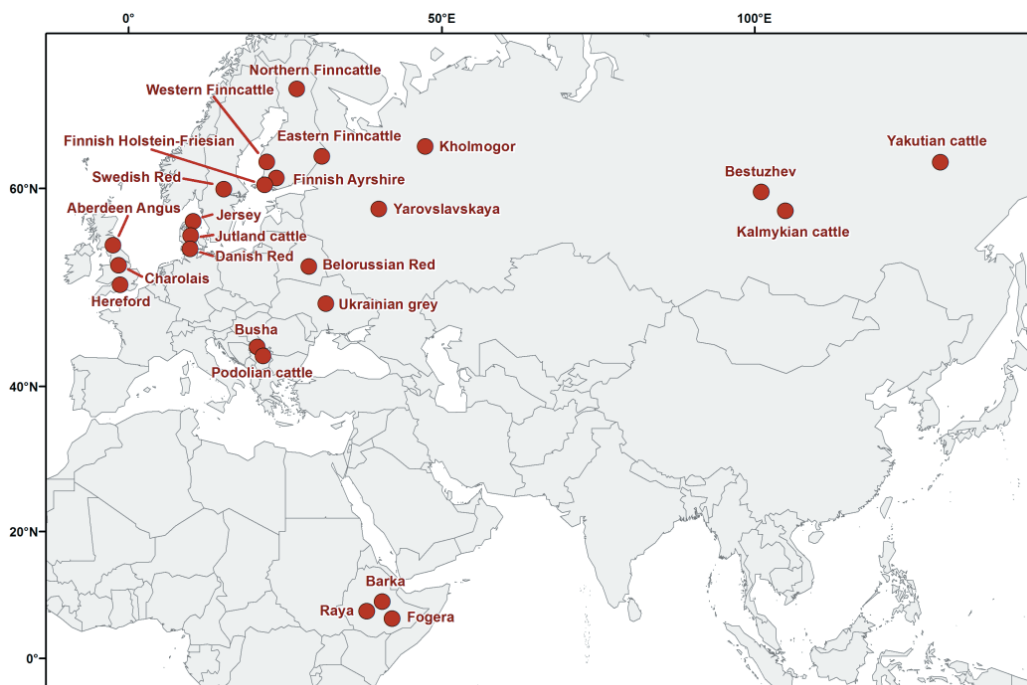 0°
50°E
100°E
Northern Finncattle
Western Finncattle
Eastern Finncattle
Finnish Holstein-Friesian
Kholmogor
Yakutian cattle
Bestuzhev
Swedish Red
Finnish Ayrshire
60°N
Aberdeen Angus
Jersey
Yarovslavskaya
Kalmykian cattle
Jutland cattle
Danish Red
Belorussian Red
Charolais
Hereford
Ukrainian grey
Busha
Podolian cattle
40°N
20°N
Barka
Raya
Fogera
0°